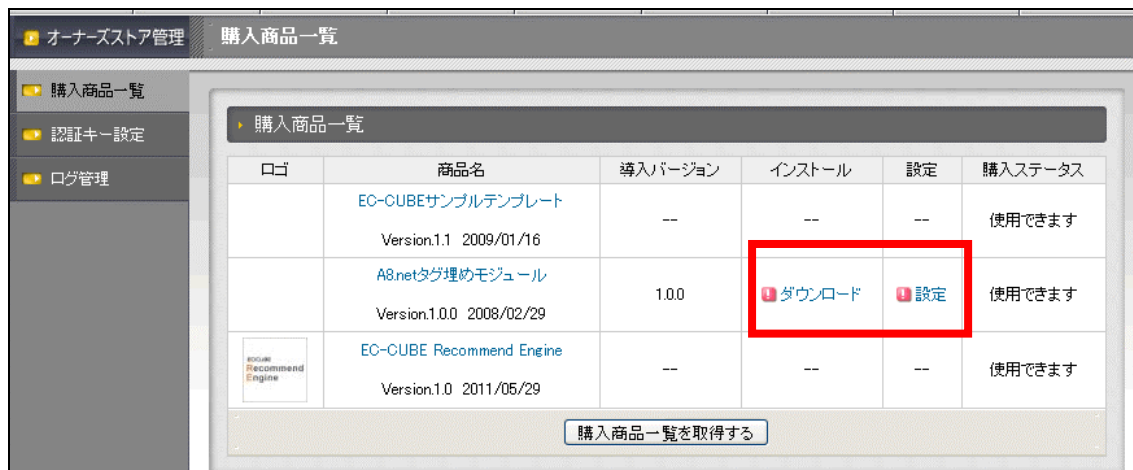 オーナーズストア管理
購入商品一覧
購入商品一覧
認証キー設定
ログ管理
購入商品一覧
ロゴ 商品名 導入バージョン インストール 設定 購入ステータス
EC-CUBEサンプルテンプレート
Version.1.1 2009/01/16
-- -- -- 使用できます
A8.netタグ埋めモジュール
Version.1.0.0 2008/02/29
1.0.0 ダウンロード 設定 使用できます
EC-CUBE
Recommend
Engine
EC-CUBE Recommend Engine
Version.1.0 2011/05/29
-- -- -- 使用できます
購入商品一覧を取得する